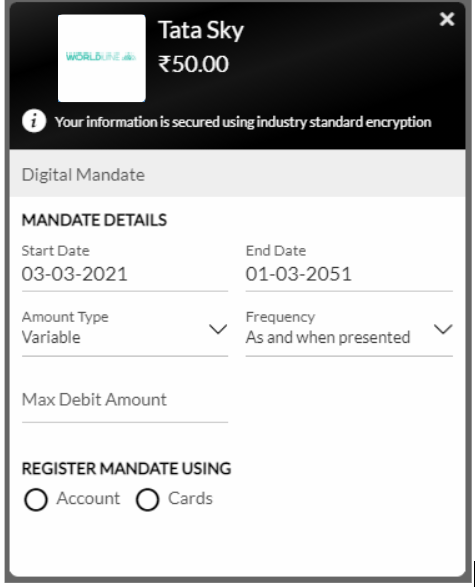 WORLDLINE
Tata Sky
₹50.00
×
i Your information is secured using industry standard encryption
Digital Mandate
MANDATE DETAILS
Start Date End Date
03-03-2021 01-03-2051
Amount Type Frequency
Variable As and when presented
Max Debit Amount
REGISTER MANDATE USING
Account Cards